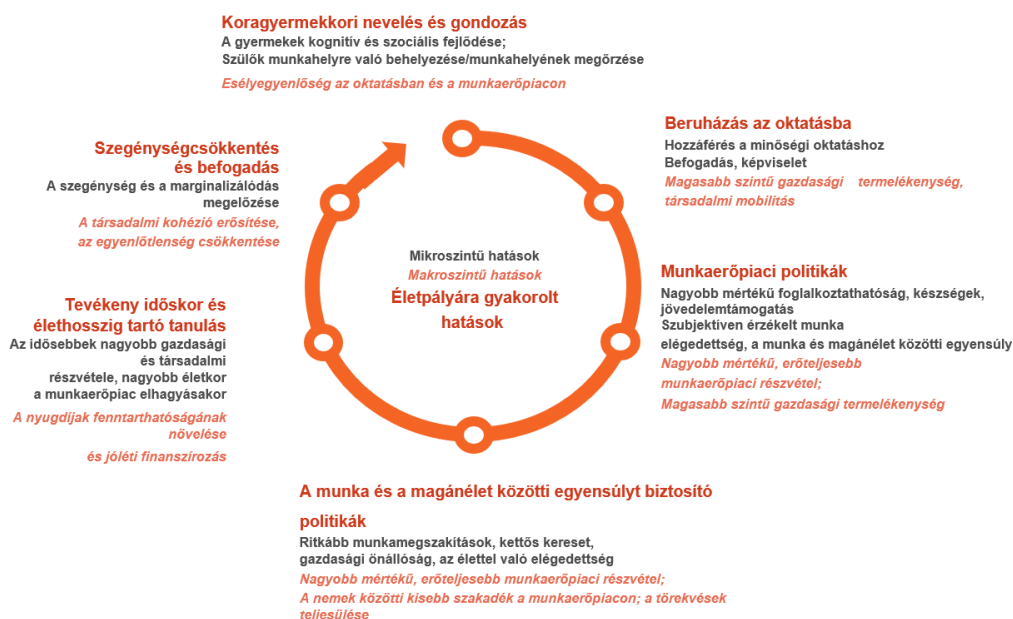 Koragyermekkori nevelés és gondozás
A gyermekek kognitív és szociális fejlődése;
Szülők munkahelyre való behelyezése/munkahelyének megőrzése
Esélyegyenlőség az oktatásban és a munkaerőpiacon
Beruházás az oktatásba
Hozzáférés a minőségi oktatáshoz
Befogadás, képviselet
Magasabb szintű gazdasági termelékenység,
társadalmi mobilitás
Munkaerőpiaci politikák
Nagyobb mértékű foglalkoztathatóság, készségek,
jövedelemtámogatás
Szubjektíven érzékelt munka
elégedettség, a munka és magánélet közötti egyensúly
Nagyobb mértékű, erőteljesebb
munkaerőpiaci részvétel;
Magasabb szintű gazdasági termelékenység
A munka és a magánélet közötti egyensúlyt biztosító
politikák
Ritkább munkamegszakítások, kettős kereset,
gazdasági önállóság, az élettel való elégedettség
Nagyobb mértékű, erőteljesebb munkaerőpiaci részvétel;
A nemek közötti kisebb szakadék a munkaerőpiacon; a törekvések
teljesülése
Tevékeny időskor és
élethosszig tartó tanulás
Az idősebbek nagyobb gazdasági
és társadalmi
részvétele, nagyobb életkor
a munkaerőpiac elhagyásakor
A nyugdíjak fenntarthatóságának
növelése
és jóléti finanszírozás
Szegénységcsökkentés
és befogadás
A szegénység és a marginalizálódás
megelőzése
A társadalmi kohézió erősítése,
az egyenlőtlenség csökkentése
Mikroszintű hatások
Makroszintű hatások
Életpályára gyakorolt
hatások